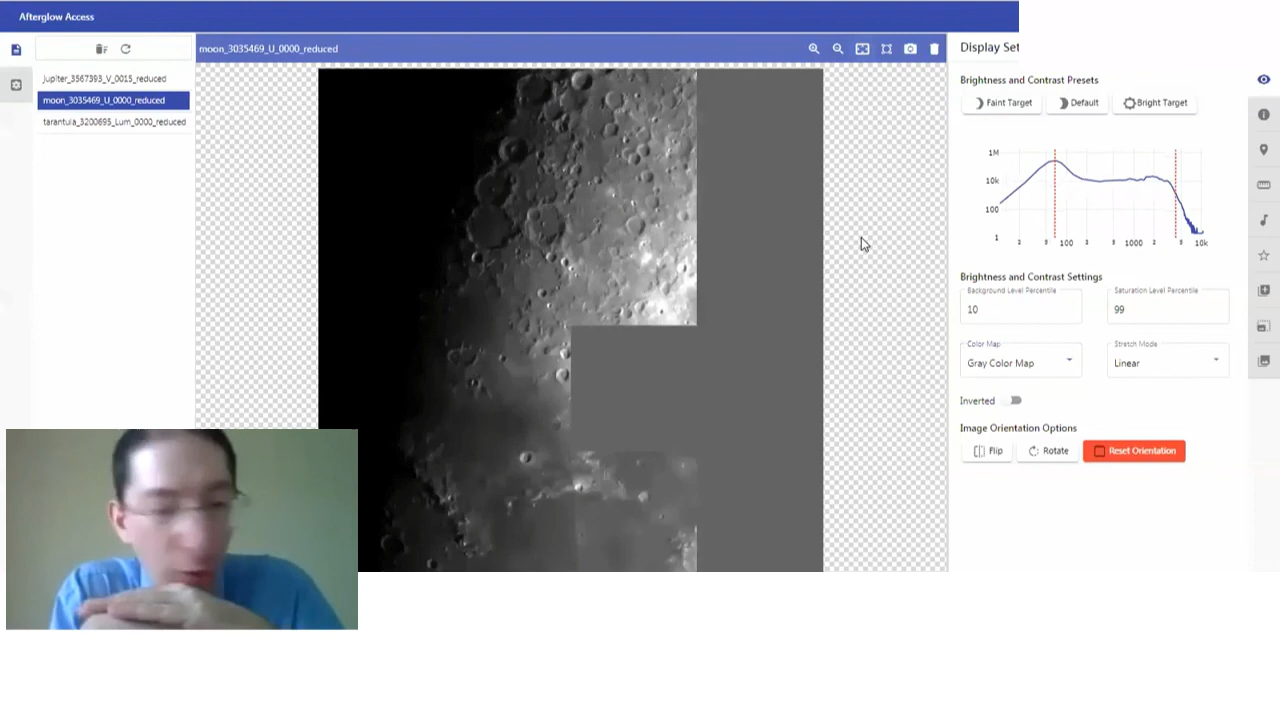 Afterglow Access
moon_3035469_U_0000_reduced
Display Set
jupiter_3567393_V_0015_reduced
moon_3035469_U_0000_reduced
tarantula_3200695_Lum_0000_reduced
Brightness and Contrast Presets
Faint Target
Default
Bright Target
1M
10k
100
1
2
5
100
2
5
1000
2
5
10k
Brightness and Contrast Settings
Background Level Percentile
10
Saturation Level Percentile
99
Color Map
Gray Color Map
Stretch Mode
Linear
Inverted
Image Orientation Options
Flip
Rotate
Reset Orientation